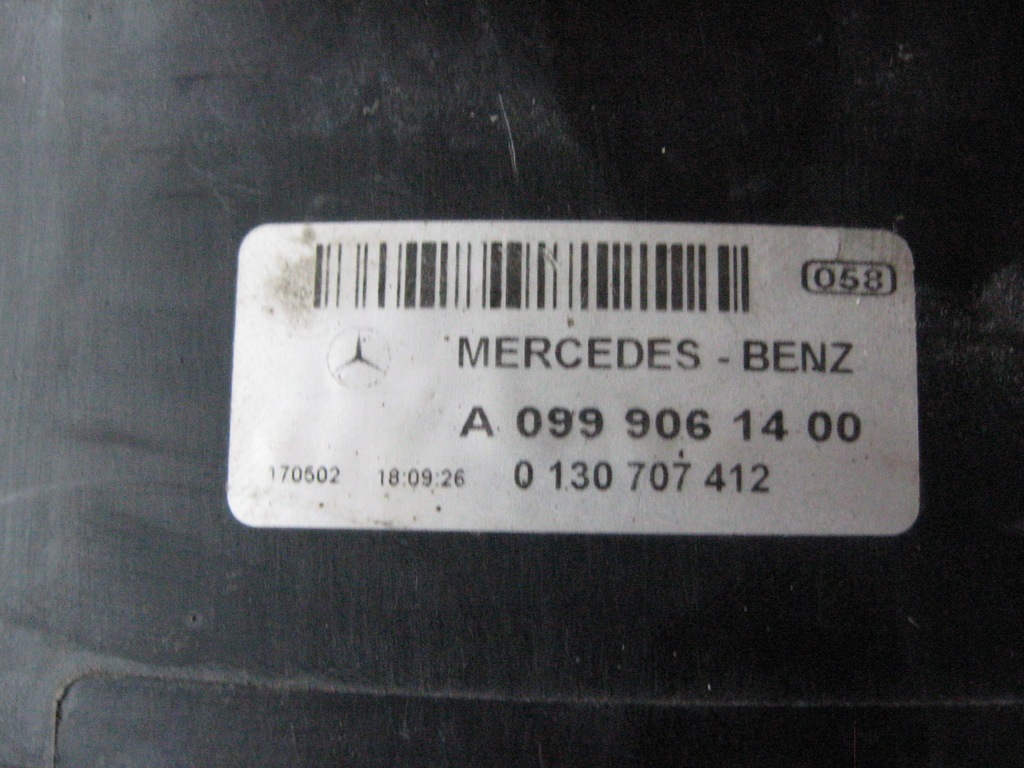 058
MERCEDES - BENZ
A 099 906 14 00
170502 18:09:26 0 130 707 412